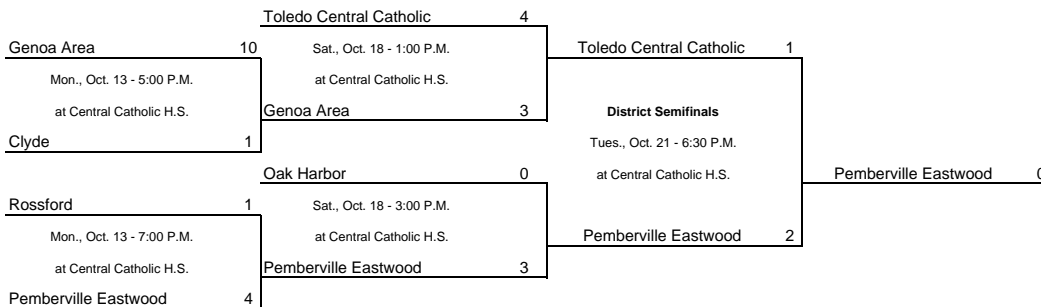 Toledo Central Catholic 4
Genoa Area 10
Sat., Oct. 18 - 1:00 P.M.
Toledo Central Catholic 1
Mon., Oct. 13 - 5:00 P.M.
at Central Catholic H.S.
at Central Catholic H.S.
Genoa Area 3
District Semifinals
Clyde 1
Tues., Oct. 21 - 6:30 P.M.
Oak Harbor 0
at Central Catholic H.S.
Pemberville Eastwood 0
Rossford 1
Sat., Oct. 18 - 3:00 P.M.
Mon., Oct. 13 - 7:00 P.M.
at Central Catholic H.S.
Pemberville Eastwood 2
at Central Catholic H.S.
Pemberville Eastwood 3
Pemberville Eastwood 4